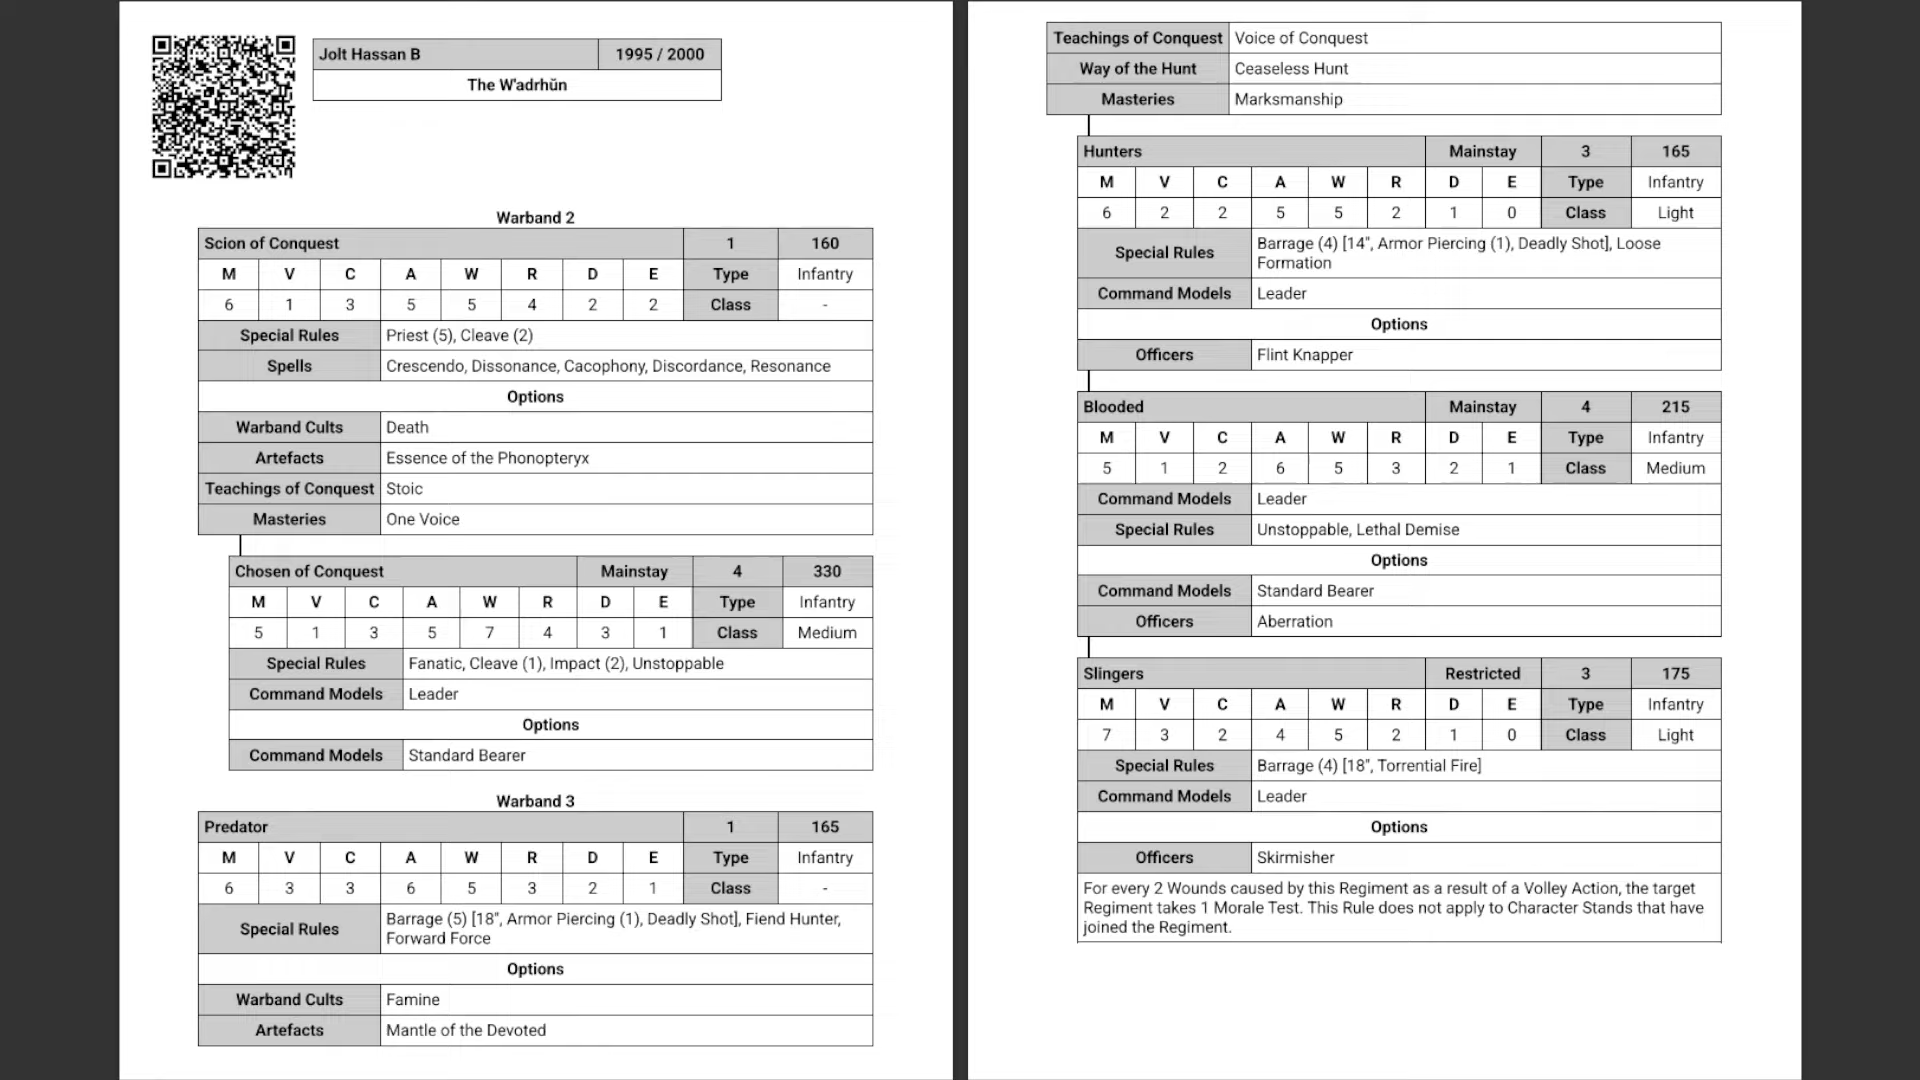 Jolt Hassan B 1995 / 2000
The W'adrhŭn
Warband 2
Scion of Conquest 1 160
M V C A W R D E Type Infantry
6 1 3 5 5 4 2 2 Class -
Special Rules Priest (5), Cleave (2)
Spells Crescendo, Dissonance, Cacophony, Discordance, Resonance
Options
Warband Cults Death
Artefacts Essence of the Phonopteryx
Teachings of Conquest Stoic
Masteries One Voice
Chosen of Conquest Mainstay 4 330
M V C A W R D E Type Infantry
5 1 3 5 7 4 3 1 Class Medium
Special Rules Fanatic, Cleave (1), Impact (2), Unstoppable
Command Models Leader
Options
Command Models Standard Bearer
Warband 3
Predator 1 165
M V C A W R D E Type Infantry
6 3 3 6 5 3 2 1 Class -
Special Rules Barrage (5) [18", Armor Piercing (1), Deadly Shot], Fiend Hunter,
Forward Force
Options
Warband Cults Famine
Artefacts Mantle of the Devoted
Teachings of Conquest Voice of Conquest
Way of the Hunt Ceaseless Hunt
Masteries Marksmanship
Hunters Mainstay 3 165
M V C A W R D E Type Infantry
6 2 2 5 5 2 1 0 Class Light
Special Rules Barrage (4) [14", Armor Piercing (1), Deadly Shot], Loose
Formation
Command Models Leader
Options
Officers Flint Knapper
Blooded Mainstay 4 215
M V C A W R D E Type Infantry
5 1 2 6 5 3 2 1 Class Medium
Command Models Leader
Special Rules Unstoppable, Lethal Demise
Options
Command Models Standard Bearer
Officers Aberration
Slingers Restricted 3 175
M V C A W R D E Type Infantry
7 3 2 4 5 2 1 0 Class Light
Special Rules Barrage (4) [18", Torrential Fire]
Command Models Leader
Options
Officers Skirmisher
For every 2 Wounds caused by this Regiment as a result of a Volley Action, the target
Regiment takes 1 Morale Test. This Rule does not apply to Character Stands that have
joined the Regiment.